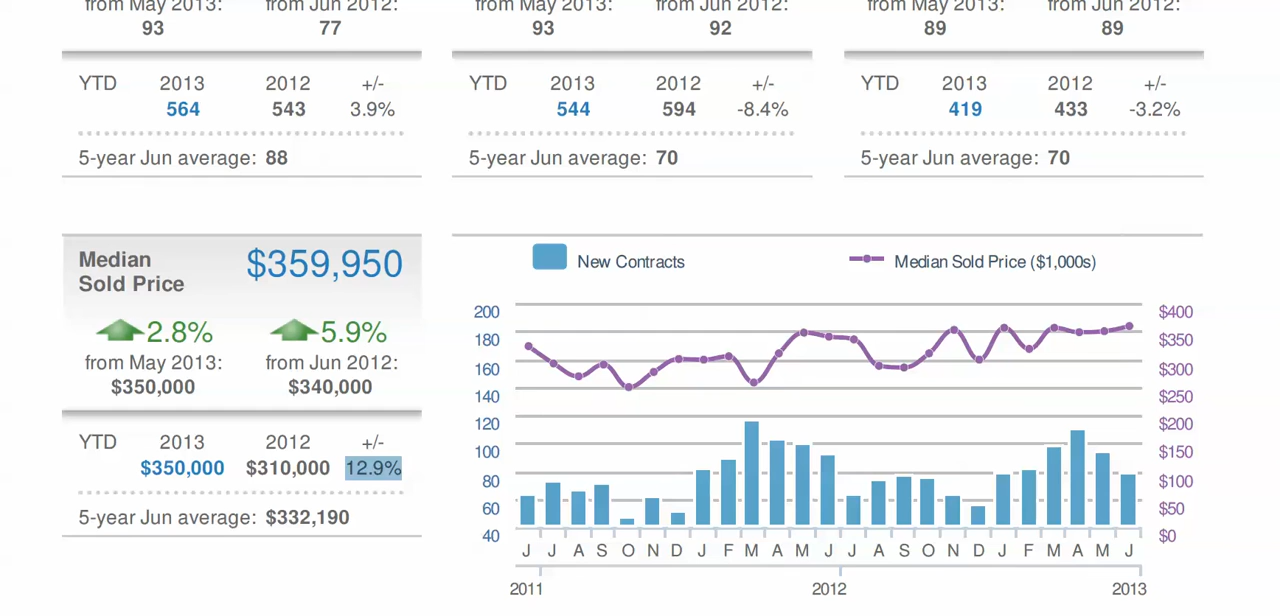 from May 2013: from Jun 2012:
93 77
YTD 2013 2012 +/-
564 543 3.9%
5-year Jun average: 88
from May 2013: from Jun 2012:
93 92
YTD 2013 2012 +/-
544 594 -8.4%
5-year Jun average: 70
from May 2013: from Jun 2012:
89 89
YTD 2013 2012 +/-
419 433 -3.2%
5-year Jun average: 70
Median
Sold Price
$359,950
2.8% 5.9%
from May 2013: from Jun 2012:
$350,000 $340,000
YTD 2013 2012 +/-
$350,000 $310,000 12.9%
5-year Jun average: $332,190
New Contracts Median Sold Price ($1,000s)
200 $400
180 $350
160 $300
140 $250
120 $200
100 $150
80 $100
60 $50
40 $0
J J A S O N D J F M A M J J A S O N D J F M A M J
2011 2012 2013